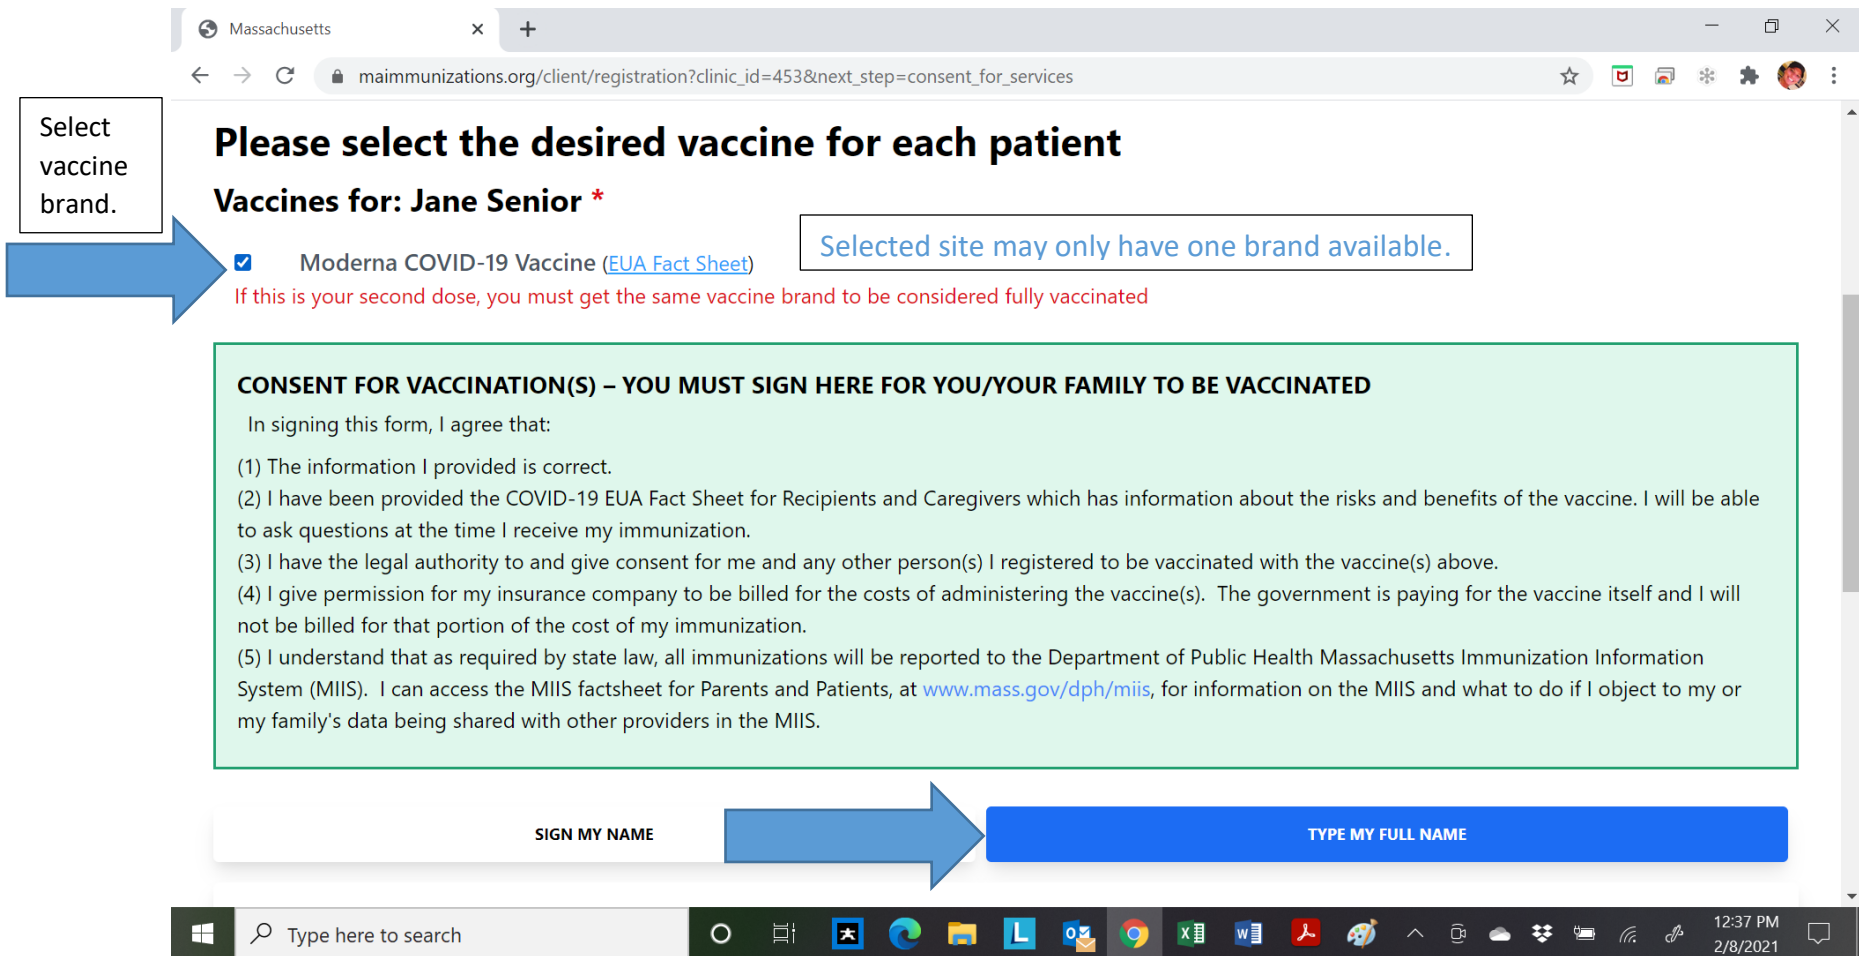 Massachusetts
maimmunizations.org/client/registration?clinic_id=453&next_step=consent_for_services
Select
vaccine
brand.
Please select the desired vaccine for each patient
Vaccines for: Jane Senior *
Selected site may only have one brand available.
Moderna COVID-19 Vaccine (EUA Fact Sheet)
If this is your second dose, you must get the same vaccine brand to be considered fully vaccinated
CONSENT FOR VACCINATION(S) – YOU MUST SIGN HERE FOR YOU/YOUR FAMILY TO BE VACCINATED
In signing this form, I agree that:
(1) The information I provided is correct.
(2) I have been provided the COVID-19 EUA Fact Sheet for Recipients and Caregivers which has information about the risks and benefits of the vaccine. I will be able
to ask questions at the time I receive my immunization.
(3) I have the legal authority to and give consent for me and any other person(s) I registered to be vaccinated with the vaccine(s) above.
(4) I give permission for my insurance company to be billed for the costs of administering the vaccine(s).  The government is paying for the vaccine itself and I will
not be billed for that portion of the cost of my immunization.
(5) I understand that as required by state law, all immunizations will be reported to the Department of Public Health Massachusetts Immunization Information
System (MIIS).  I can access the MIIS factsheet for Parents and Patients, at www.mass.gov/dph/miis, for information on the MIIS and what to do if I object to my or
my family's data being shared with other providers in the MIIS.
SIGN MY NAME
TYPE MY FULL NAME
Type here to search
12:37 PM
2/8/2021